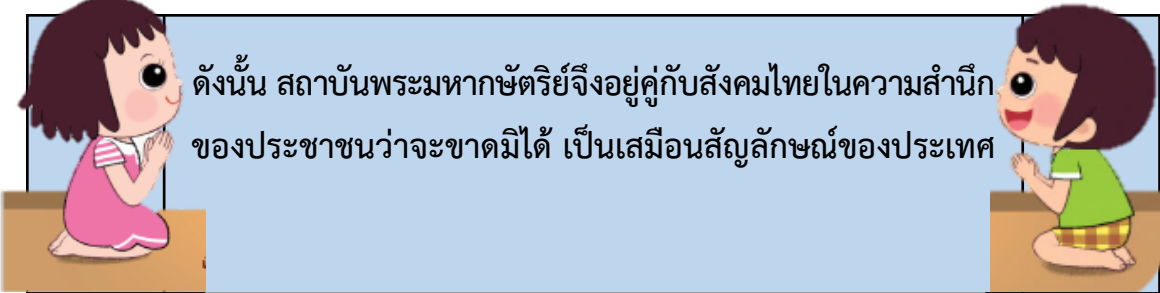 ดังนั้น สถาบันพระมหากษัตริย์จึงอยู่คู่กับสังคมไทยในความสำนึก
ของประชาชนว่าจะขาดมิได้ เป็นเสมือนสัญลักษณ์ของประเทศ